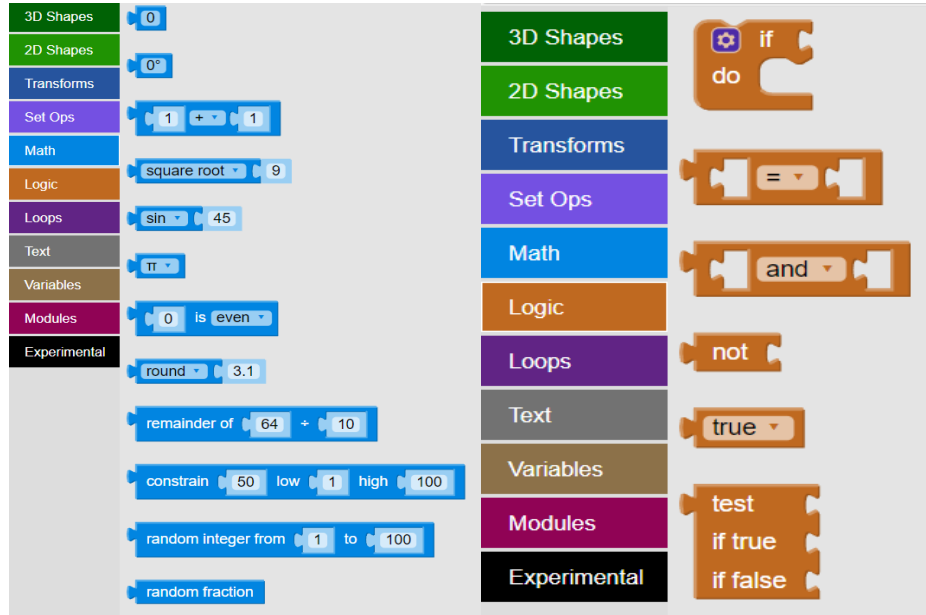 3D Shapes
2D Shapes
Transforms
Set Ops
Math
Logic
Loops
Text
Variables
Modules
Experimental
0
0°
1 + 1
square root 9
sin 45
π
0 is even
round 3.1
remainder of 64 ÷ 10
constrain 50 low 1 high 100
random integer from 1 to 100
random fraction
3D Shapes
2D Shapes
Transforms
Set Ops
Math
Logic
Loops
Text
Variables
Modules
Experimental
if
do
=
and
not
true
test
if true
if false